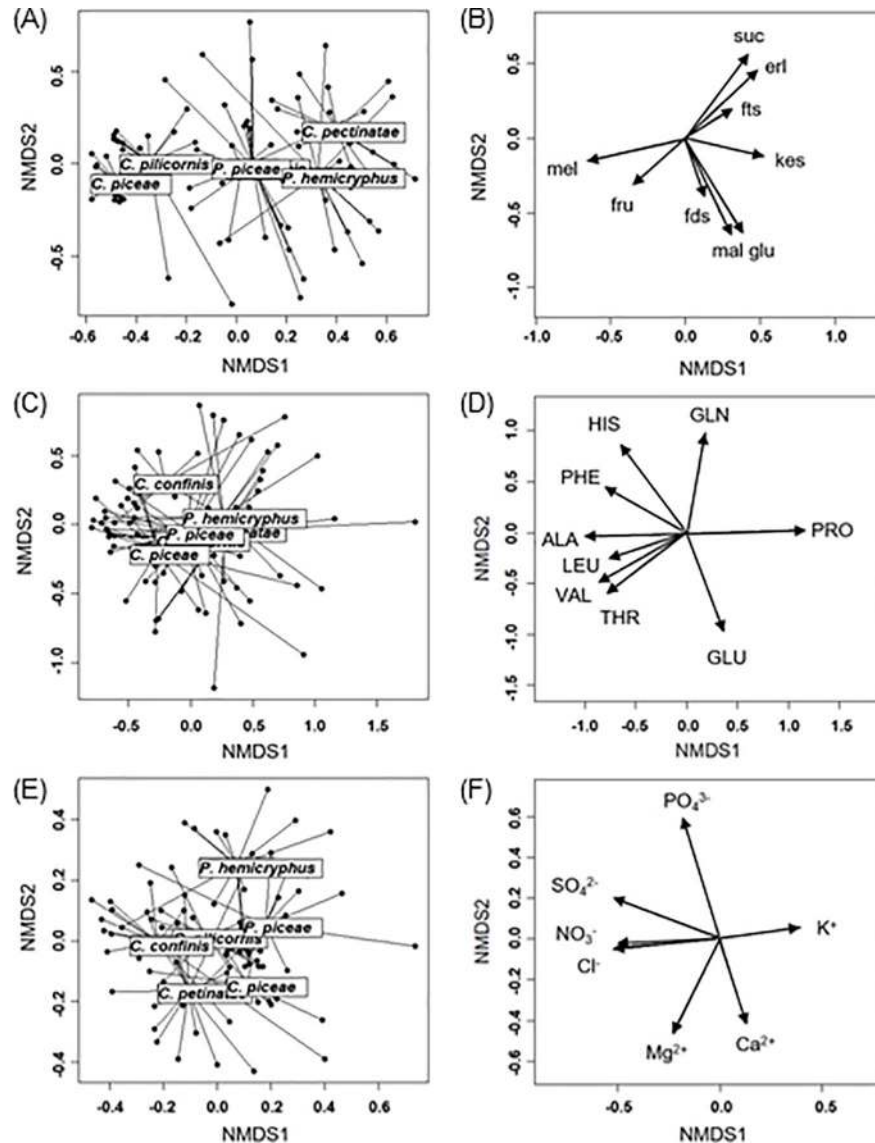 (A)
0.5
0.0
-0.5
NMDS2
C. pectinatae
C. pilicornis
P. piceae
P. hemicryphus
C. piceae
-0.6 -0.4 -0.2 0.0 0.2 0.4 0.6
NMDS1
(B)
0.5
0.0
-0.5
-1.0
NMDS2
suc
erl
fts
mel
kes
fru
fds
mal glu
-1.0 -0.5 0.0 0.5 1.0
NMDS1
(C)
0.5
0.0
-0.5
-1.0
NMDS2
C. confinis
P. hemicryphus
P. piceae
atae
C. piceae
-0.5 0.0 0.5 1.0 1.5
NMDS1
(D)
1.0
0.5
0.0
-0.5
-1.0
-1.5
NMDS2
GLN
HIS
PHE
ALA
PRO
LEU
VAL
THR
GLU
-1.0 -0.5 0.0 0.5 1.0 1.5
NMDS1
(E)
0.4
0.2
0.0
-0.2
-0.4
NMDS2
P. hemicryphus
P. piceae
licornis
C. confinis
C. petinata
C. piceae
-0.4 -0.2 0.0 0.2 0.4 0.6
NMDS1
(F)
0.6
0.4
0.2
0.0
-0.2
-0.4
-0.6
NMDS2
PO₄³⁻
SO₄²⁻
NO₃⁻
K⁺
Cl⁻
Mg²⁺
Ca²⁺
-0.5 0.0 0.5
NMDS1